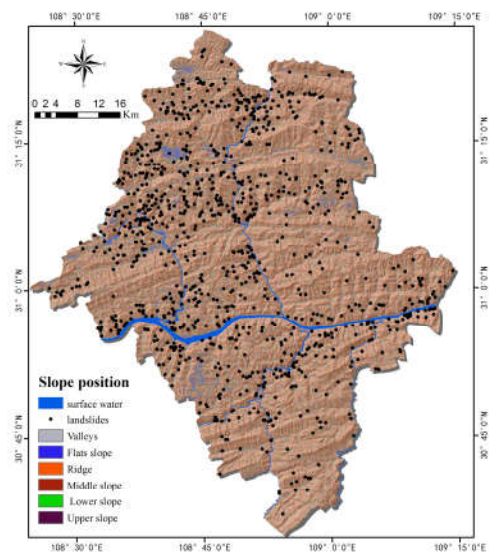 108° 30'0"E 108° 45'0"E 109° 0'0"E 109° 15'0"E
0 2 4 8 12 16
Km
31° 15'0"N
31° 15'0"N
31° 0'0"N
31° 0'0"N
30° 45'0"N
30° 45'0"N
Slope position
surface water
landslides
Valleys
Flats slope
Ridge
Middle slope
Lower slope
Upper slope
108° 30'0"E 108° 45'0"E 109° 0'0"E 109° 15'0"E